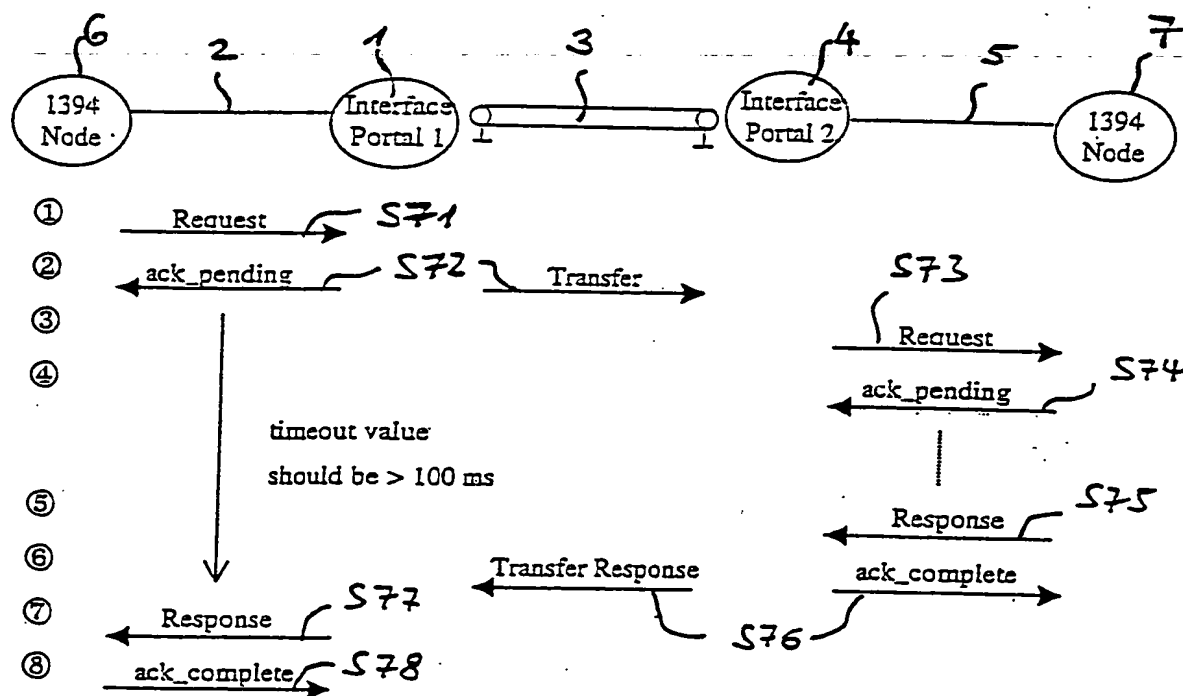 6 2 1 3 4 5 7
1394 Node
Interface Portal 1
Interface Portal 2
1394 Node
① Request S71
② ack_pending S72 Transfer S73
③ Request
④ ack_pending S74
timeout value
should be > 100 ms
⑤ Response S75
⑥ Transfer Response ack_complete
⑦ Response S77 S76
⑧ ack_complete S78